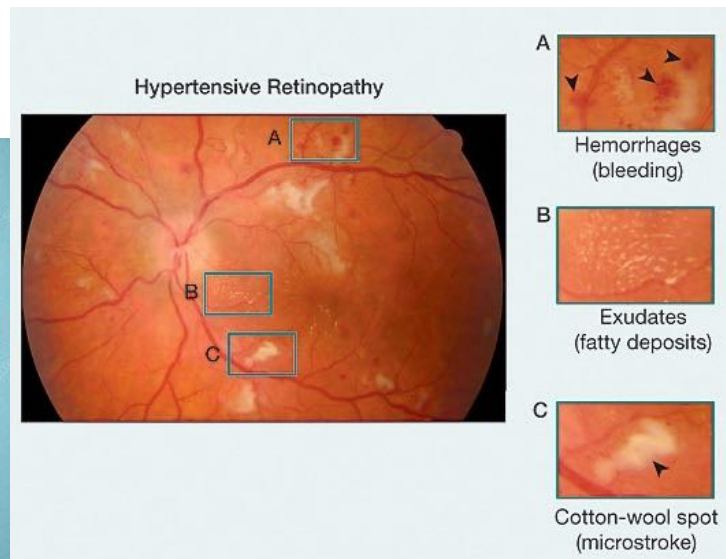 Hypertensive Retinopathy
A
B
C
A
Hemorrhages
(bleeding)
B
Exudates
(fatty deposits)
C
Cotton-wool spot
(microstroke)